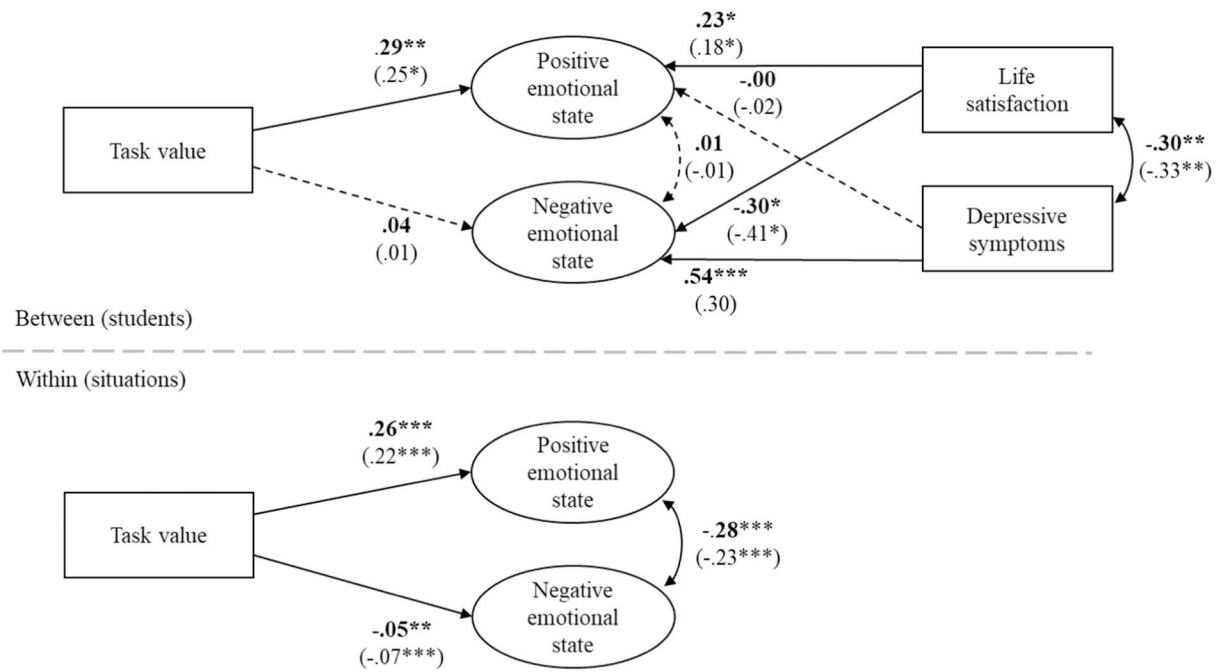 .23*
(.18*)
.29**
(.25*)
Positive
emotional
state
-.00
(-.02)
Life
satisfaction
Task value
.01
(-.01)
-.30**
(-.33**)
Negative
emotional
state
-.30*
(-.41*)
Depressive
symptoms
.04
(.01)
.54***
(.30)
Between (students)
Within (situations)
.26***
(.22***)
Positive
emotional
state
Task value
-.28***
(-.23***)
Negative
emotional
state
-.05**
(-.07***)